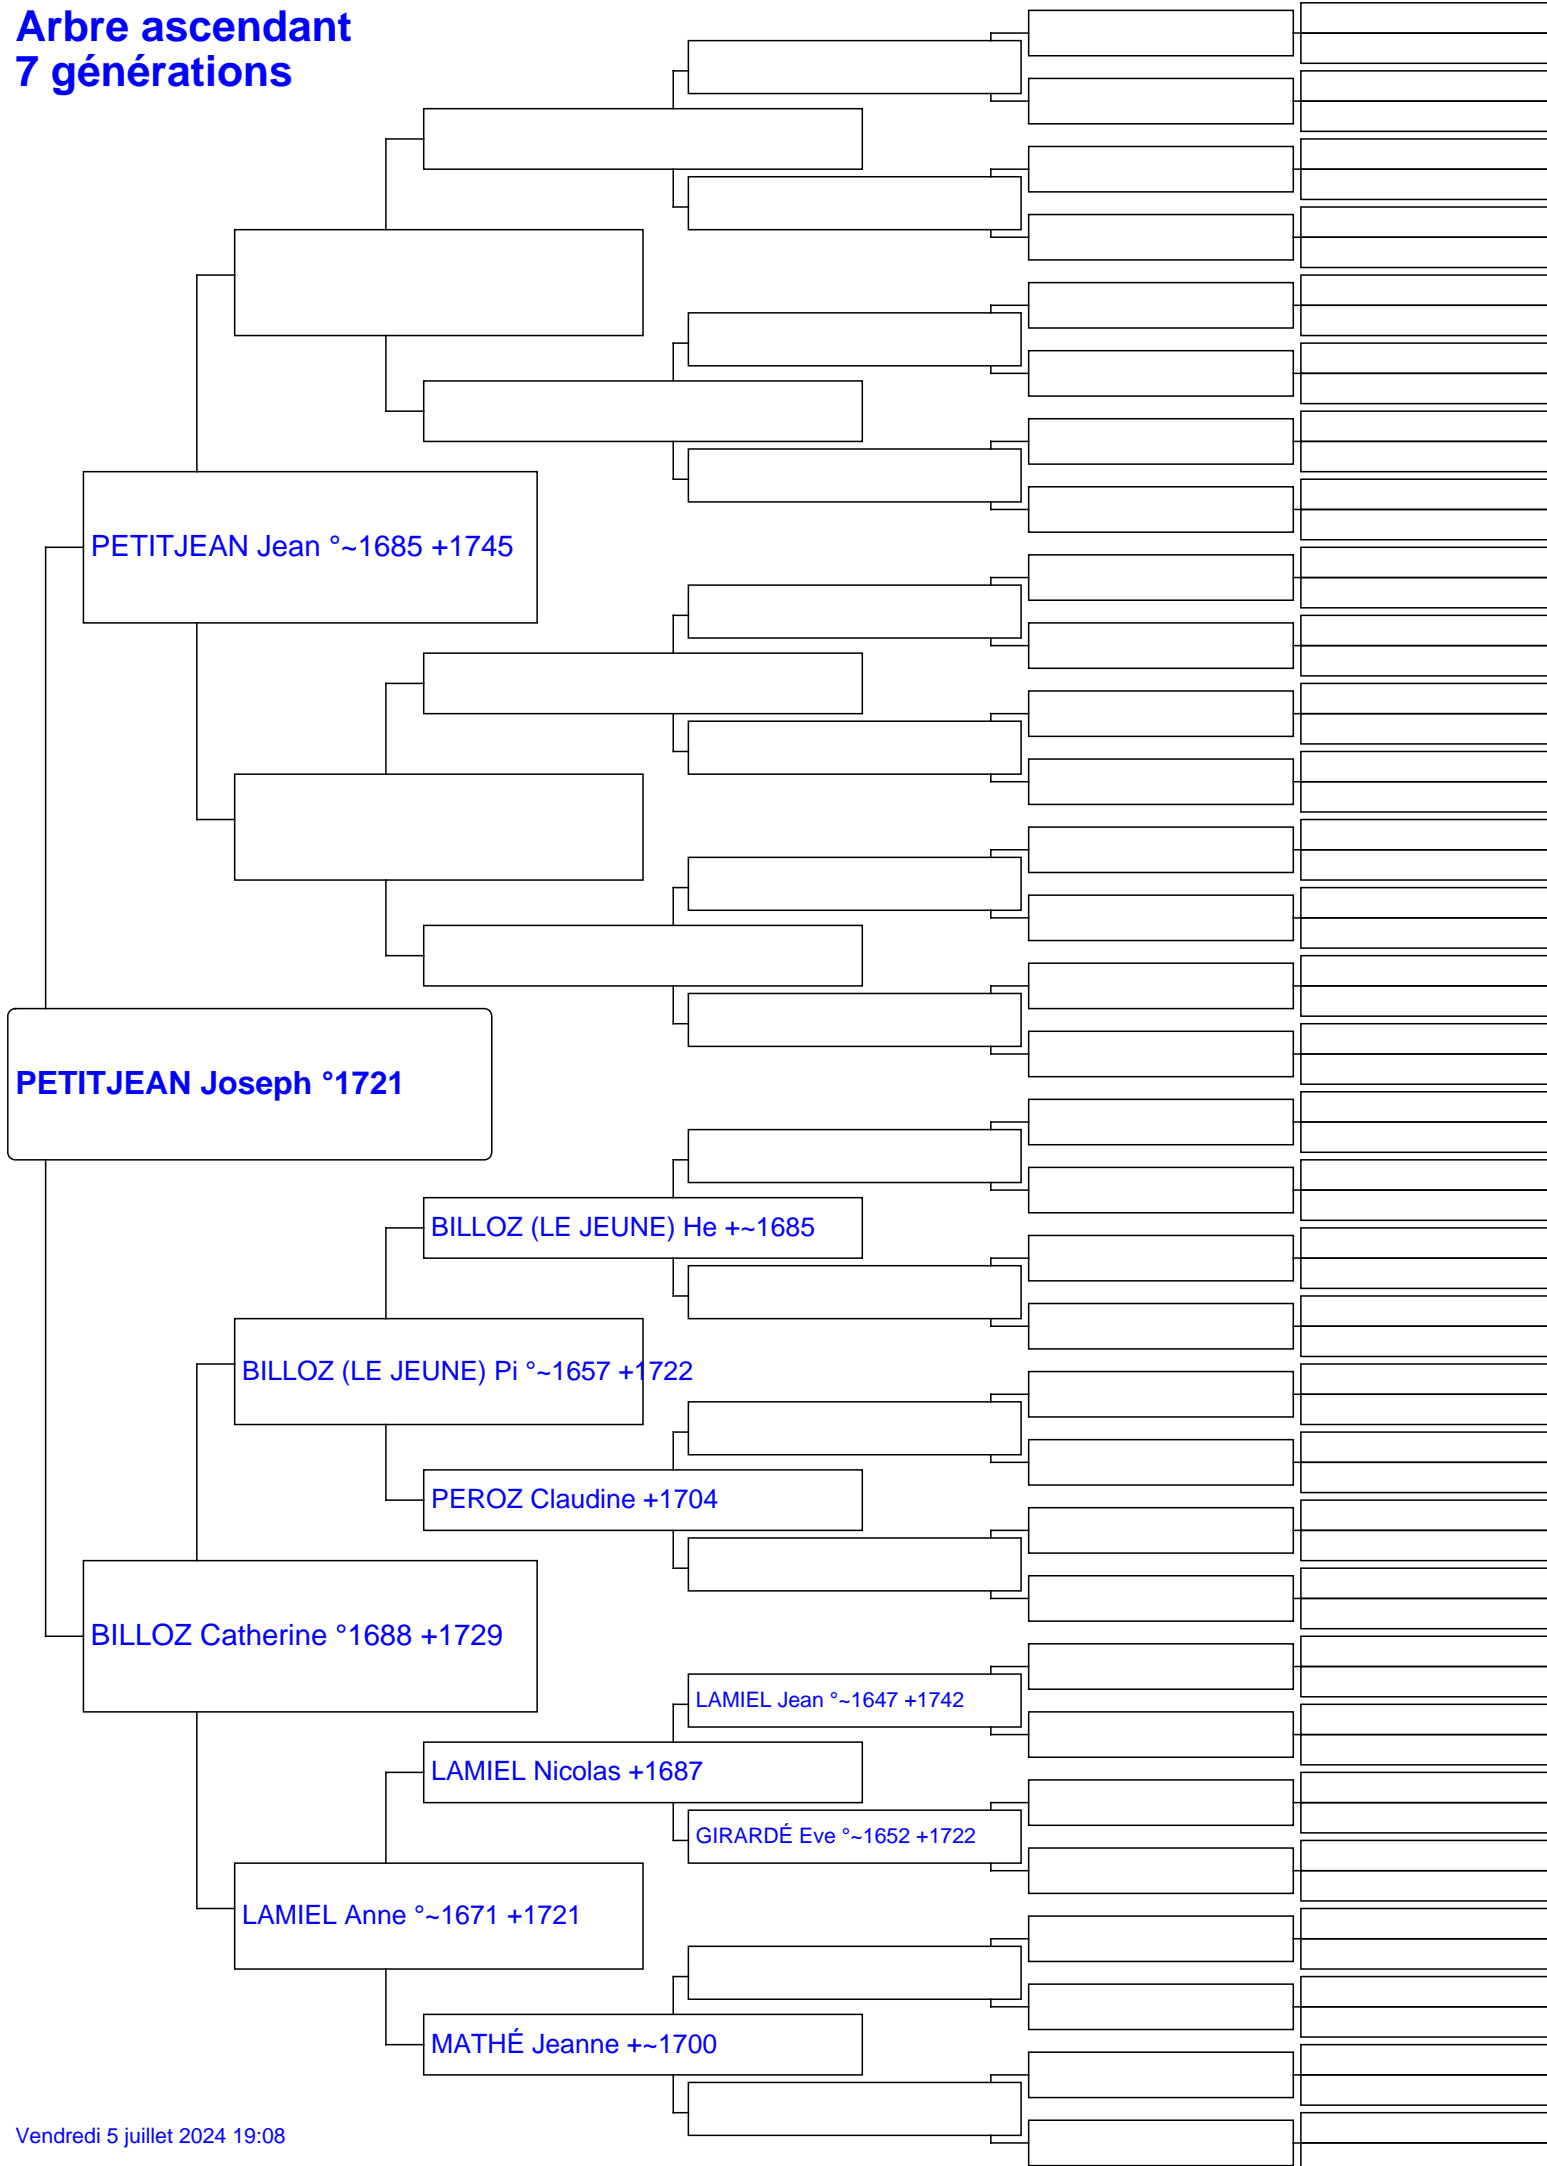 Arbre ascendant
7 générations
PETITJEAN Jean °~1685 +1745
PETITJEAN Joseph °1721
BILLOZ (LE JEUNE) He +~1685
BILLOZ (LE JEUNE) Pi °~1657 +1722
PEROZ Claudine +1704
BILLOZ Catherine °1688 +1729
LAMIEL Jean °~1647 +1742
LAMIEL Nicolas +1687
GIRARDÉ Eve °~1652 +1722
LAMIEL Anne °~1671 +1721
MATHÉ Jeanne +~1700
Vendredi 5 juillet 2024 19:08